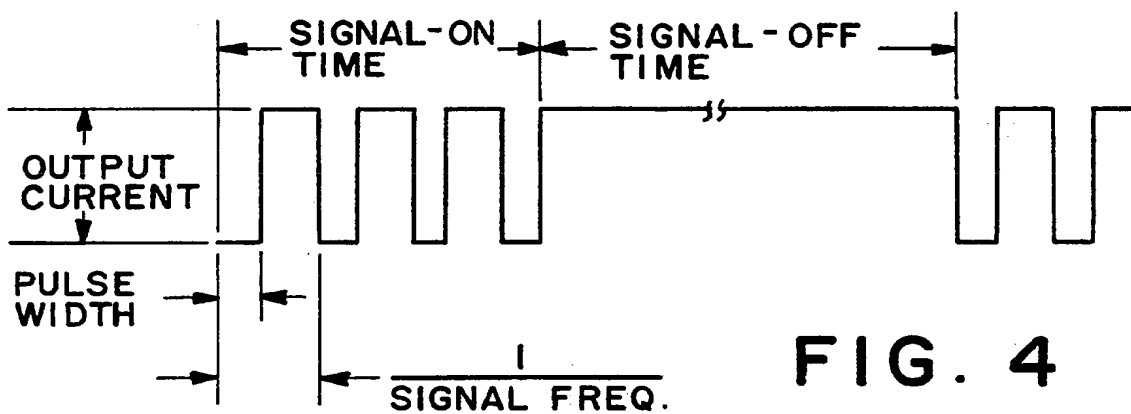 SIGNAL-ON
TIME
SIGNAL-OFF
TIME
OUTPUT
CURRENT
PULSE
WIDTH
1
SIGNAL FREQ.
FIG. 4